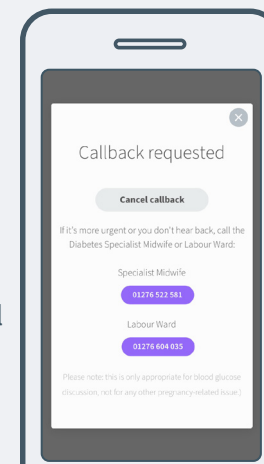 Callback requested
Cancel callback
If it's more urgent or you don't hear back, call the
Diabetes Specialist Midwife or Labour Ward:
Specialist Midwife
01276 522 581
Labour Ward
01276 604 035
Please note: this is only appropriate for blood glucose
discussion, not for any other pregnancy-related issue.)